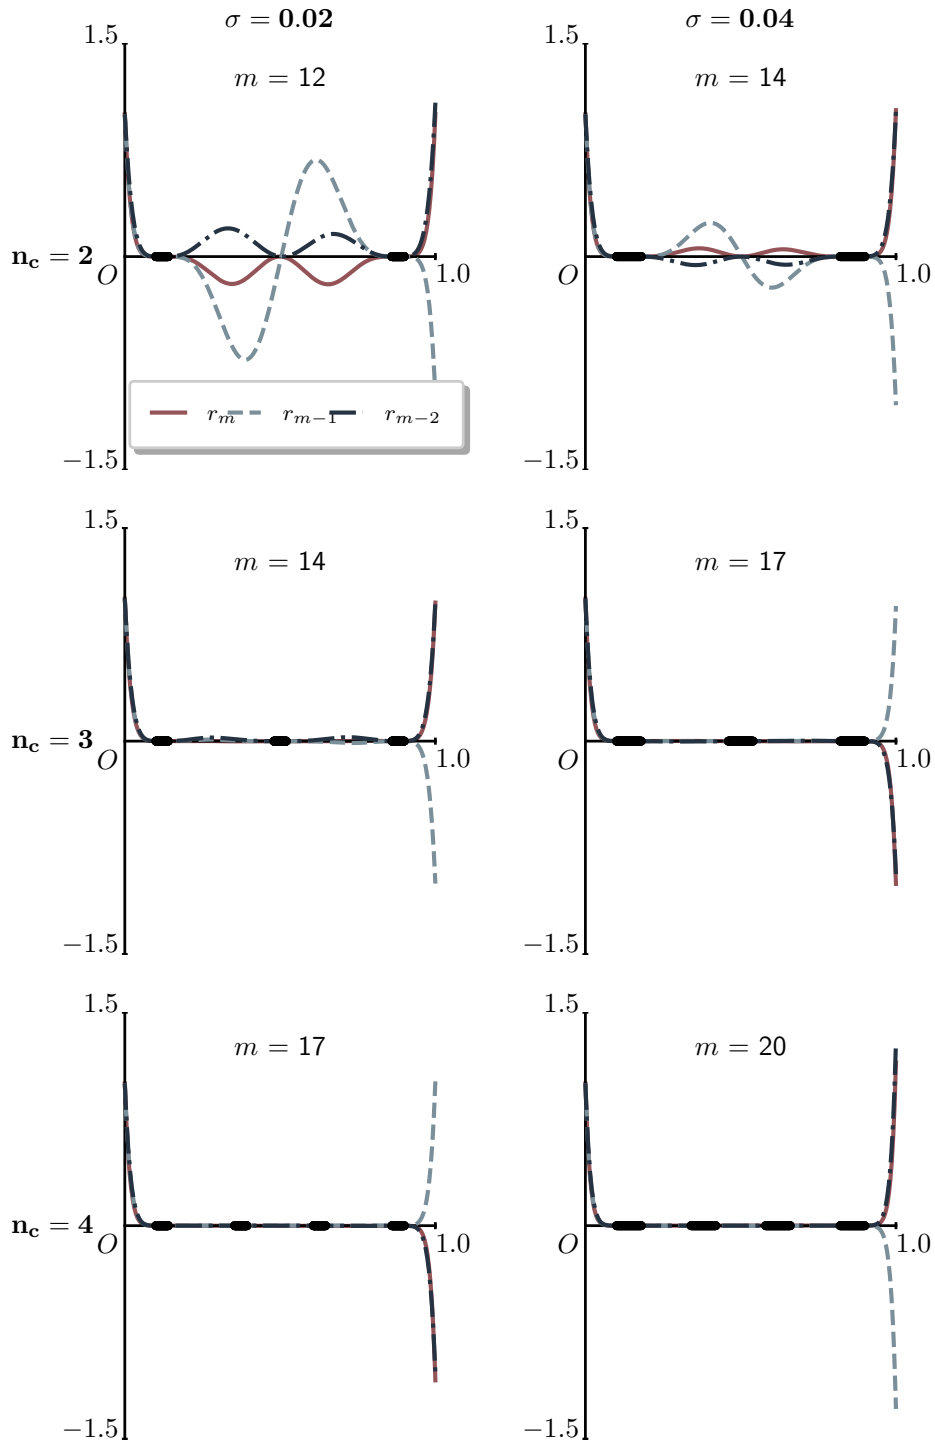 σ = 0.02
σ = 0.04
1.5
1.5
m = 12
m = 14
n_c = 2
O
1.0
O
1.0
r_m
r_{m−1}
r_{m−2}
−1.5
−1.5
1.5
1.5
m = 14
m = 17
n_c = 3
O
1.0
O
1.0
−1.5
−1.5
1.5
1.5
m = 17
m = 20
n_c = 4
O
1.0
O
1.0
−1.5
−1.5